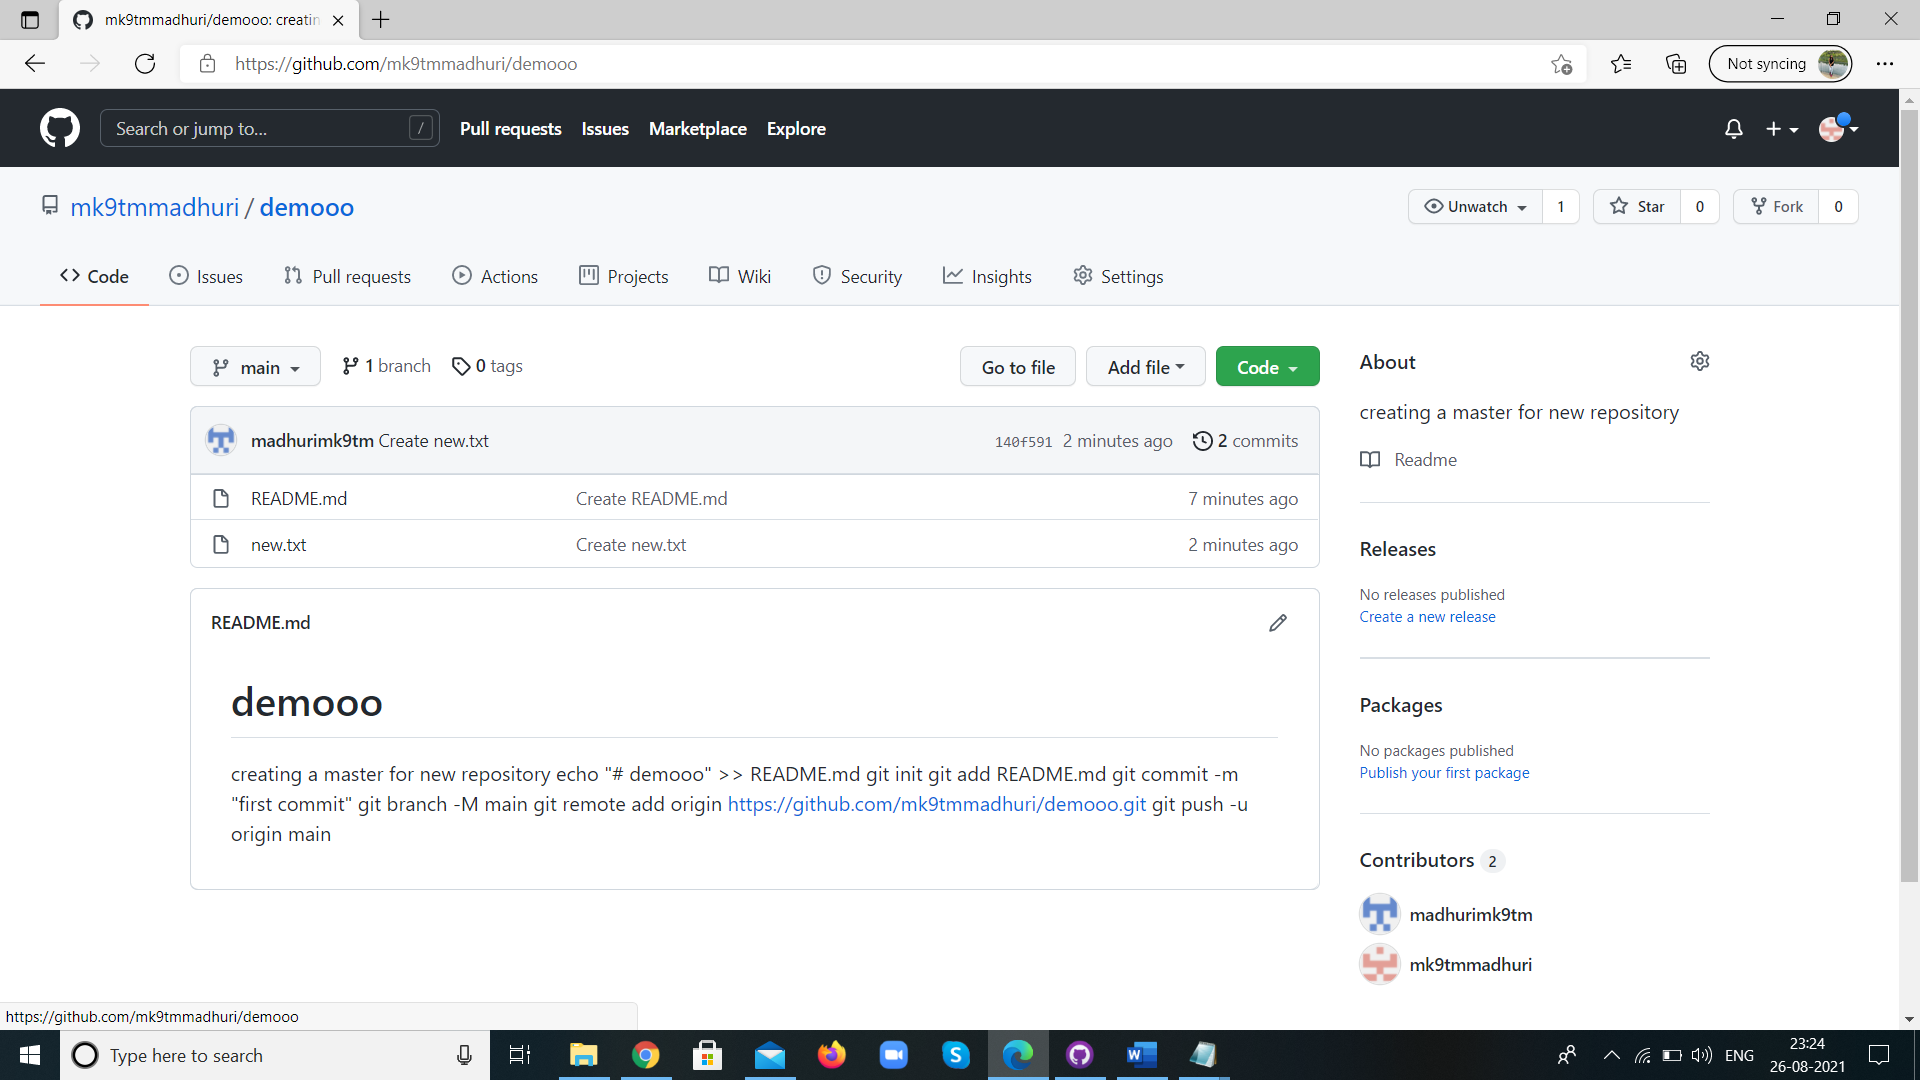 mk9tmmadhuri/demooo: creatin
https://github.com/mk9tmmadhuri/demooo
Not syncing
Search or jump to...
/
Pull requests
Issues
Marketplace
Explore
mk9tmmadhuri / demooo
Unwatch
1
Star
0
Fork
0
Code
Issues
Pull requests
Actions
Projects
Wiki
Security
Insights
Settings
main
1 branch
0 tags
Go to file
Add file
Code
madhurimk9tm Create new.txt
140f591 2 minutes ago
2 commits
README.md
Create README.md
7 minutes ago
new.txt
Create new.txt
2 minutes ago
README.md
demooo
creating a master for new repository echo "# demooo" >> README.md git init git add README.md git commit -m
"first commit" git branch -M main git remote add origin https://github.com/mk9tmmadhuri/demooo.git git push -u
origin main
About
creating a master for new repository
Readme
Releases
No releases published
Create a new release
Packages
No packages published
Publish your first package
Contributors 2
madhurimk9tm
mk9tmmadhuri
https://github.com/mk9tmmadhuri/demooo
Type here to search
ENG
23:24
26-08-2021